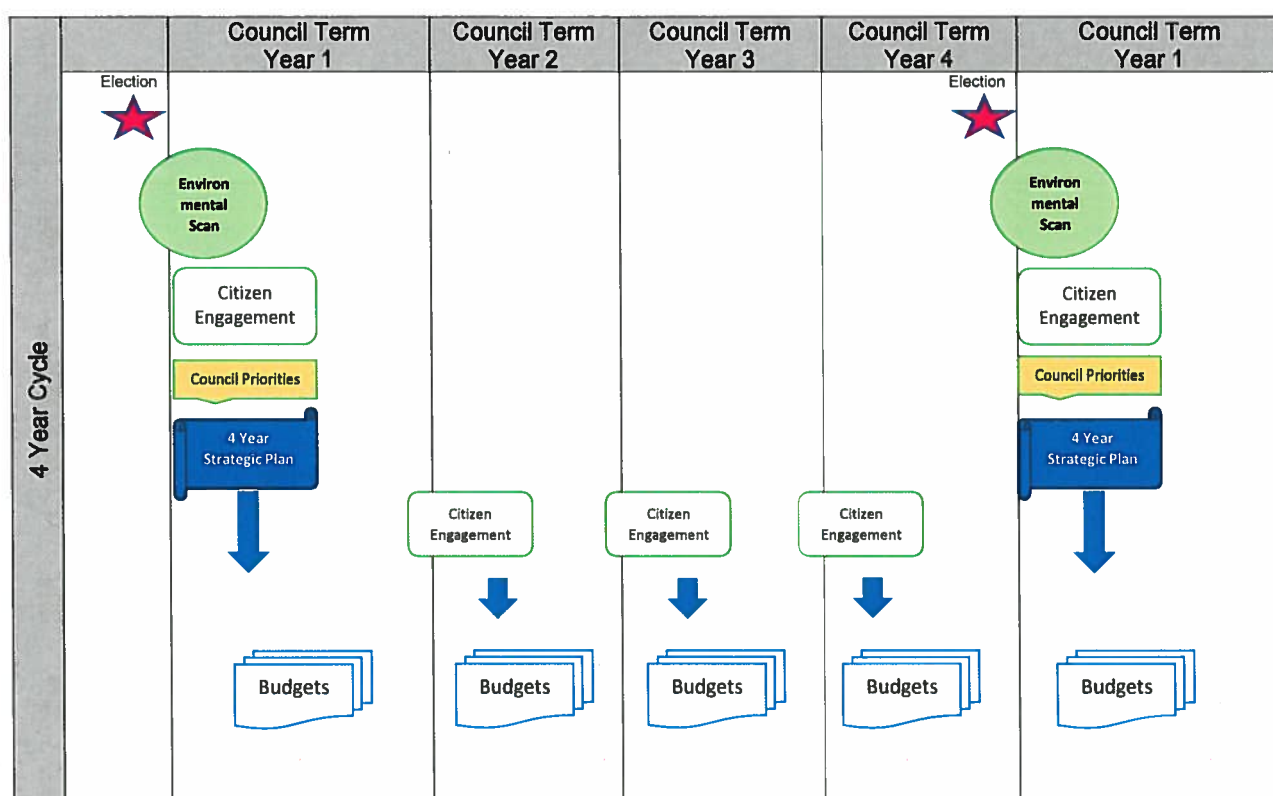 Council Term
Year 1
Council Term
Year 2
Council Term
Year 3
Council Term
Year 4
Council Term
Year 1
4 Year Cycle
Election
Election
Environ
mental
Scan
Environ
mental
Scan
Citizen
Engagement
Citizen
Engagement
Council Priorities
Council Priorities
4 Year
Strategic Plan
4 Year
Strategic Plan
Citizen
Engagement
Citizen
Engagement
Citizen
Engagement
Budgets
Budgets
Budgets
Budgets
Budgets